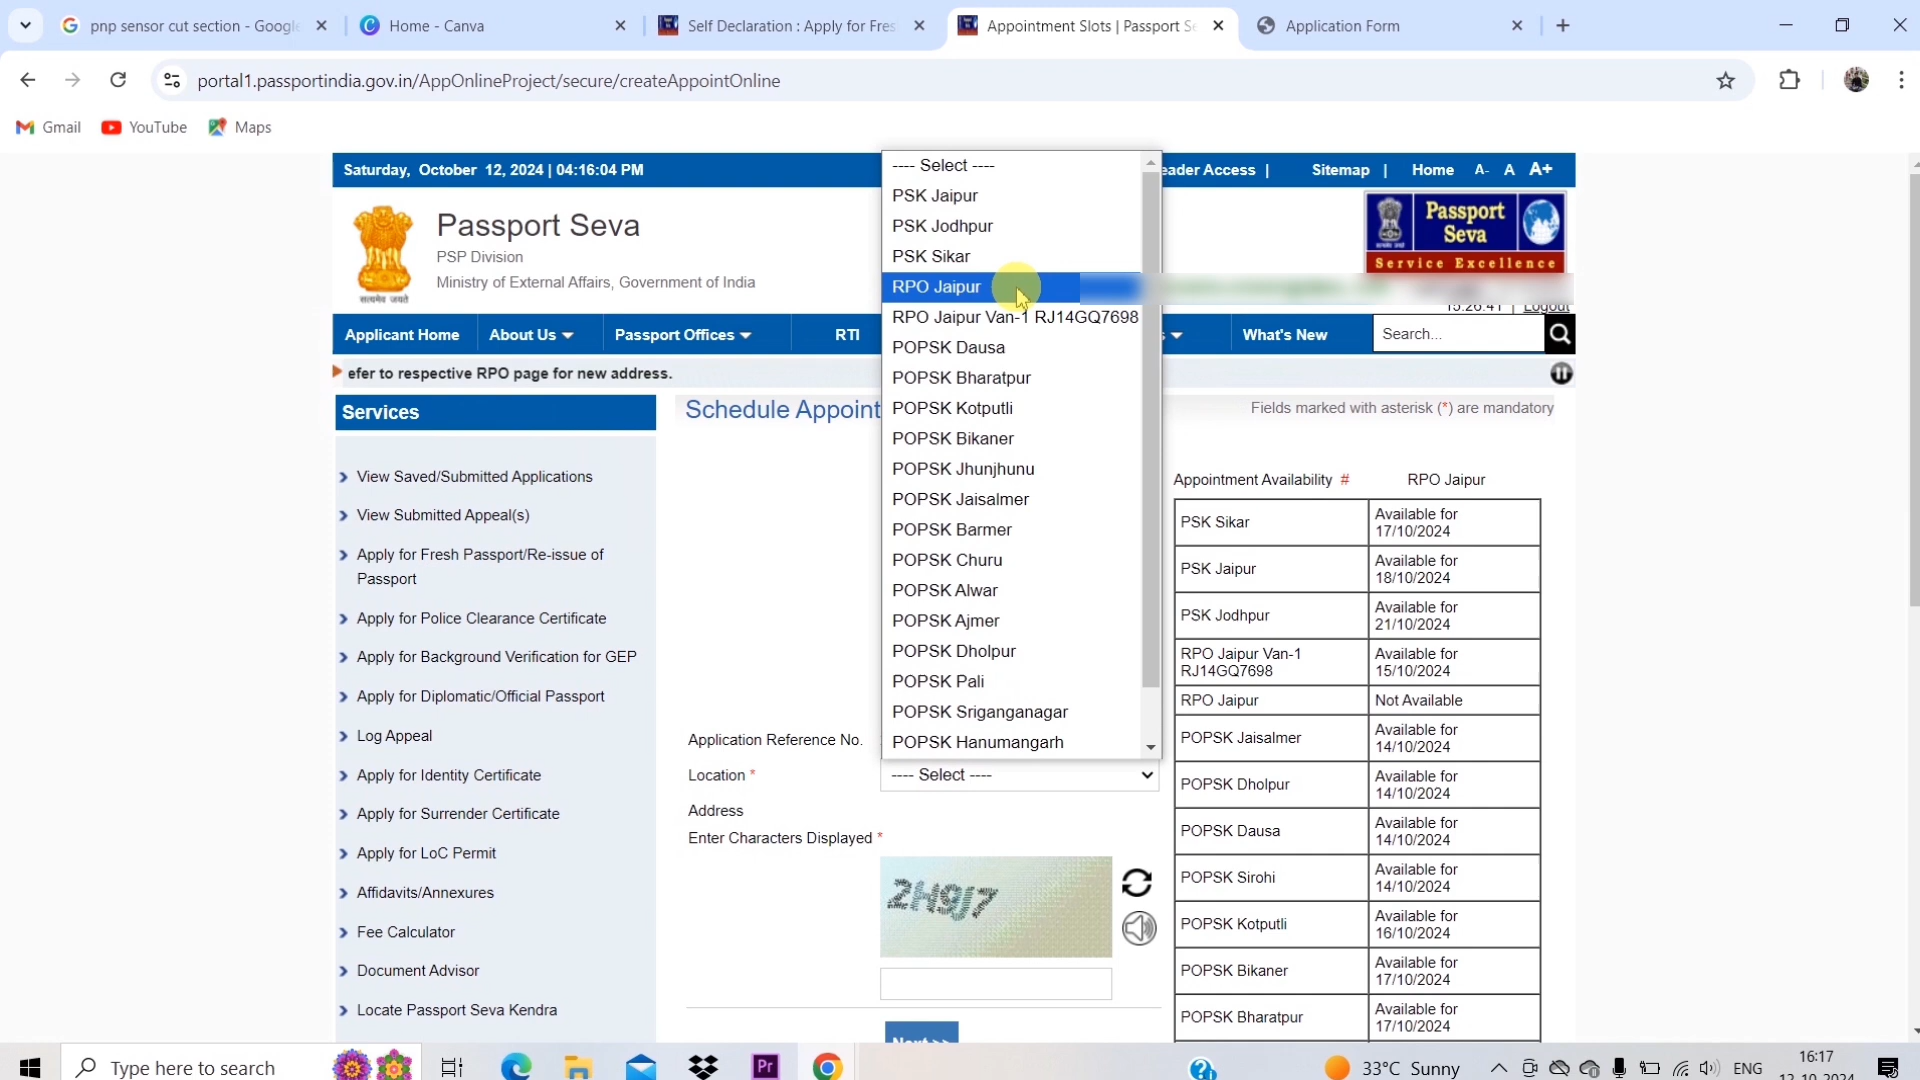 pnp sensor cut section - Google
Home - Canva
Self Declaration : Apply for Fres
Appointment Slots | Passport Se
Application Form
portal1.passportindia.gov.in/AppOnlineProject/secure/createAppointOnline
Gmail
YouTube
Maps
Saturday, October 12, 2024 | 04:16:04 PM
eader Access |
Sitemap |
Home
A- A A+
Passport Seva
PSP Division
Ministry of External Affairs, Government of India
सत्यमेव जयते
Passport
Seva
Service Excellence
15:26:41
Logout
Applicant Home
About Us
Passport Offices
RTI
s
What's New
Search...
efer to respective RPO page for new address.
Services
View Saved/Submitted Applications
View Submitted Appeal(s)
Apply for Fresh Passport/Re-issue of
Passport
Apply for Police Clearance Certificate
Apply for Background Verification for GEP
Apply for Diplomatic/Official Passport
Log Appeal
Apply for Identity Certificate
Apply for Surrender Certificate
Apply for LoC Permit
Affidavits/Annexures
Fee Calculator
Document Advisor
Locate Passport Seva Kendra
Schedule Appoint
Fields marked with asterisk (*) are mandatory
---- Select ----
PSK Jaipur
PSK Jodhpur
PSK Sikar
RPO Jaipur
RPO Jaipur Van-1 RJ14GQ7698
POPSK Dausa
POPSK Bharatpur
POPSK Kotputli
POPSK Bikaner
POPSK Jhunjhunu
POPSK Jaisalmer
POPSK Barmer
POPSK Churu
POPSK Alwar
POPSK Ajmer
POPSK Dholpur
POPSK Pali
POPSK Sriganganagar
POPSK Hanumangarh
Application Reference No.
Location *
---- Select ----
Address
Enter Characters Displayed *
2H9J7
Next >>
Appointment Availability # RPO Jaipur
PSK Sikar Available for
17/10/2024
PSK Jaipur Available for
18/10/2024
PSK Jodhpur Available for
21/10/2024
RPO Jaipur Van-1 Available for
RJ14GQ7698 15/10/2024
RPO Jaipur Not Available
POPSK Jaisalmer Available for
14/10/2024
POPSK Dholpur Available for
14/10/2024
POPSK Dausa Available for
14/10/2024
POPSK Sirohi Available for
14/10/2024
POPSK Kotputli Available for
16/10/2024
POPSK Bikaner Available for
17/10/2024
POPSK Bharatpur Available for
17/10/2024
Type here to search
Pr
33°C Sunny
ENG
16:17
12-10-2024